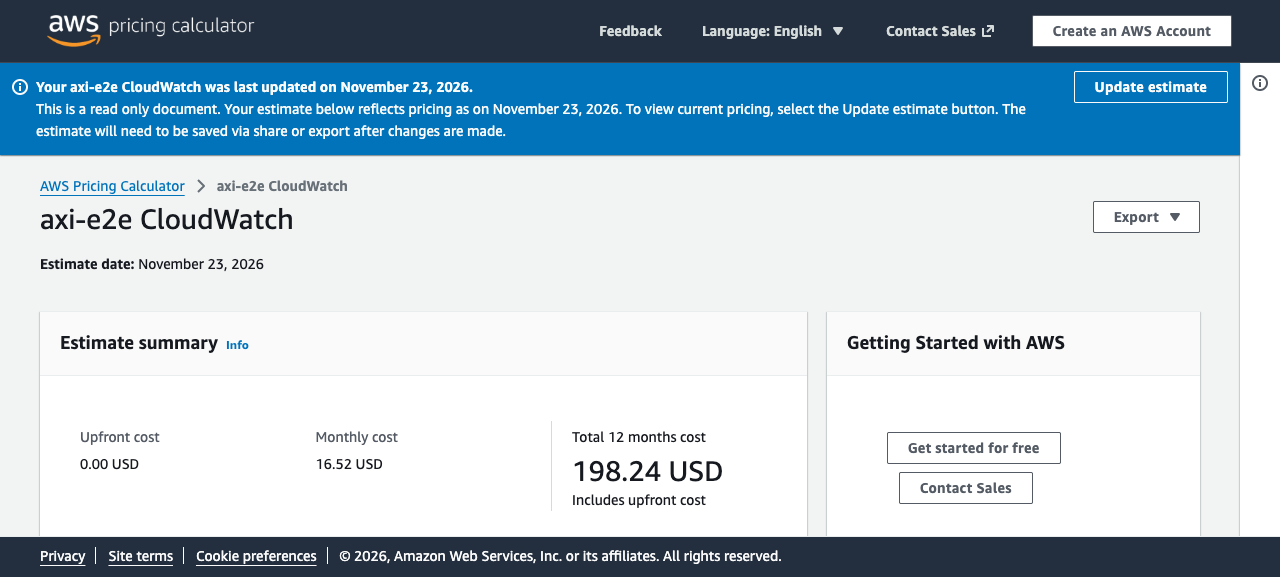 aws pricing calculator
Feedback
Language: English
Contact Sales
Create an AWS Account
Your axi-e2e CloudWatch was last updated on November 23, 2026.
This is a read only document. Your estimate below reflects pricing as on November 23, 2026. To view current pricing, select the Update estimate button. The
estimate will need to be saved via share or export after changes are made.
Update estimate
AWS Pricing Calculator
axi-e2e CloudWatch
axi-e2e CloudWatch
Export
Estimate date: November 23, 2026
Estimate summary Info
Upfront cost
0.00 USD
Monthly cost
16.52 USD
Total 12 months cost
198.24 USD
Includes upfront cost
Getting Started with AWS
Get started for free
Contact Sales
Privacy
Site terms
Cookie preferences
© 2026, Amazon Web Services, Inc. or its affiliates. All rights reserved.